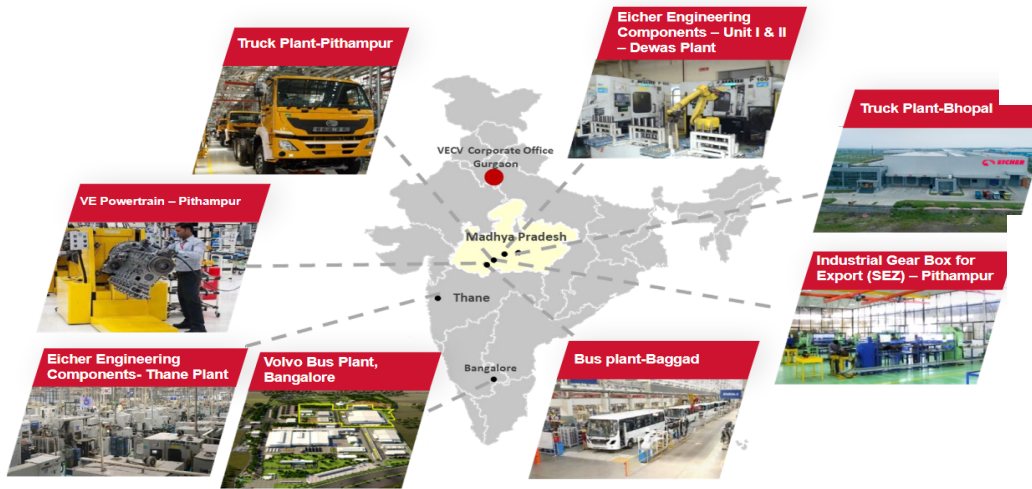 Truck Plant-Pithampur
Eicher Engineering
Components – Unit I & II
– Dewas Plant
Truck Plant-Bhopal
EICHER
VECV Corporate Office
Gurgaon
VE Powertrain – Pithampur
Madhya Pradesh
Industrial Gear Box for
Export (SEZ) – Pithampur
Thane
Eicher Engineering
Components- Thane Plant
Volvo Bus Plant,
Bangalore
Bangalore
Bus plant-Baggad